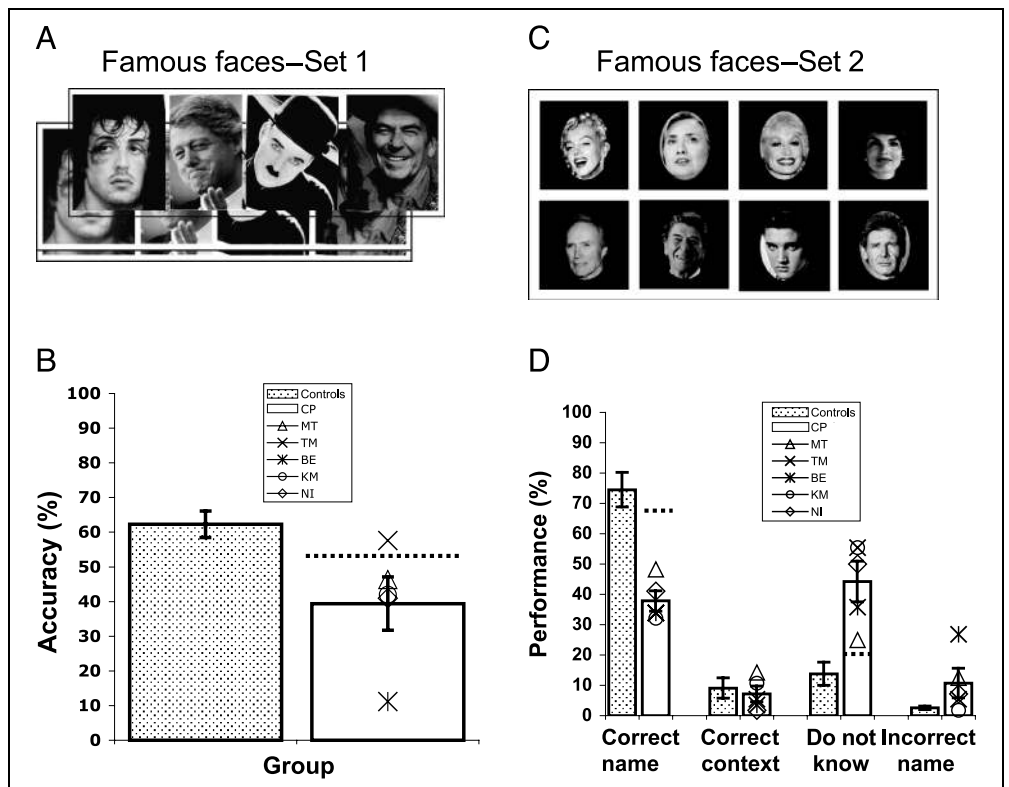 A
Famous faces–Set 1
C
Famous faces–Set 2
B
Accuracy (%)
100
90
80
70
60
50
40
30
20
10
0
Controls
CP
MT
TM
BE
KM
NI
Group
D
Performance (%)
100
90
80
70
60
50
40
30
20
10
0
Controls
CP
MT
TM
BE
KM
NI
Correct name
Correct context
Do not know
Incorrect name